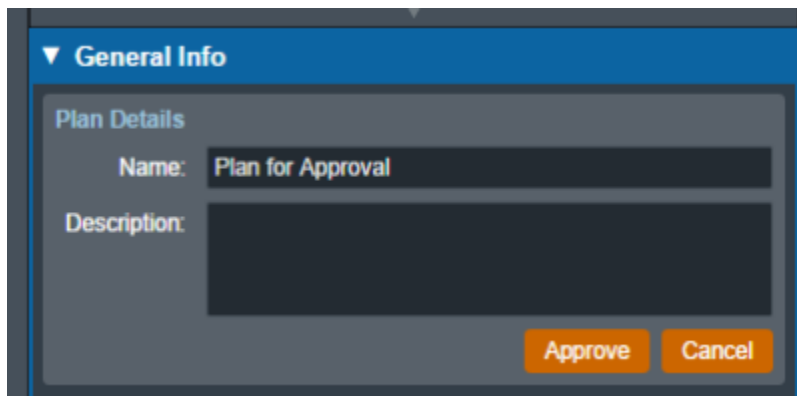 General Info
Plan Details
Name: Plan for Approval
Description:
Approve Cancel